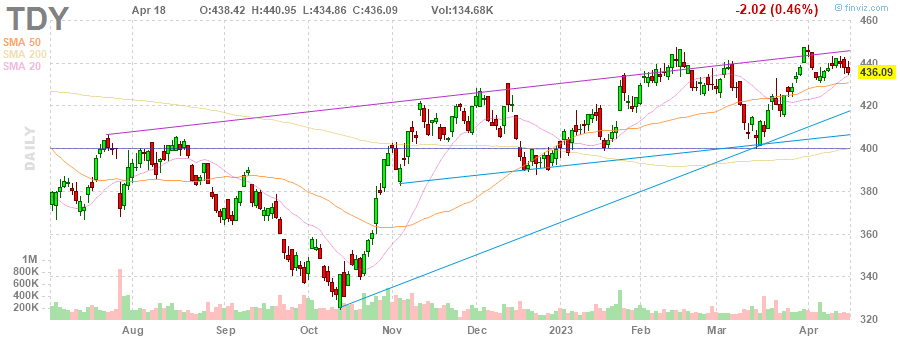 TDY
Apr 18 O:438.42 H:440.95 L:434.86 C:436.09 Vol:134.68K -2.02 (0.46%) © finviz.com
SMA 50
SMA 200
SMA 20
DAILY
460
440
436.09
420
400
380
360
340
320
1M
800K
600K
400K
200K
Aug Sep Oct Nov Dec 2023 Feb Mar Apr